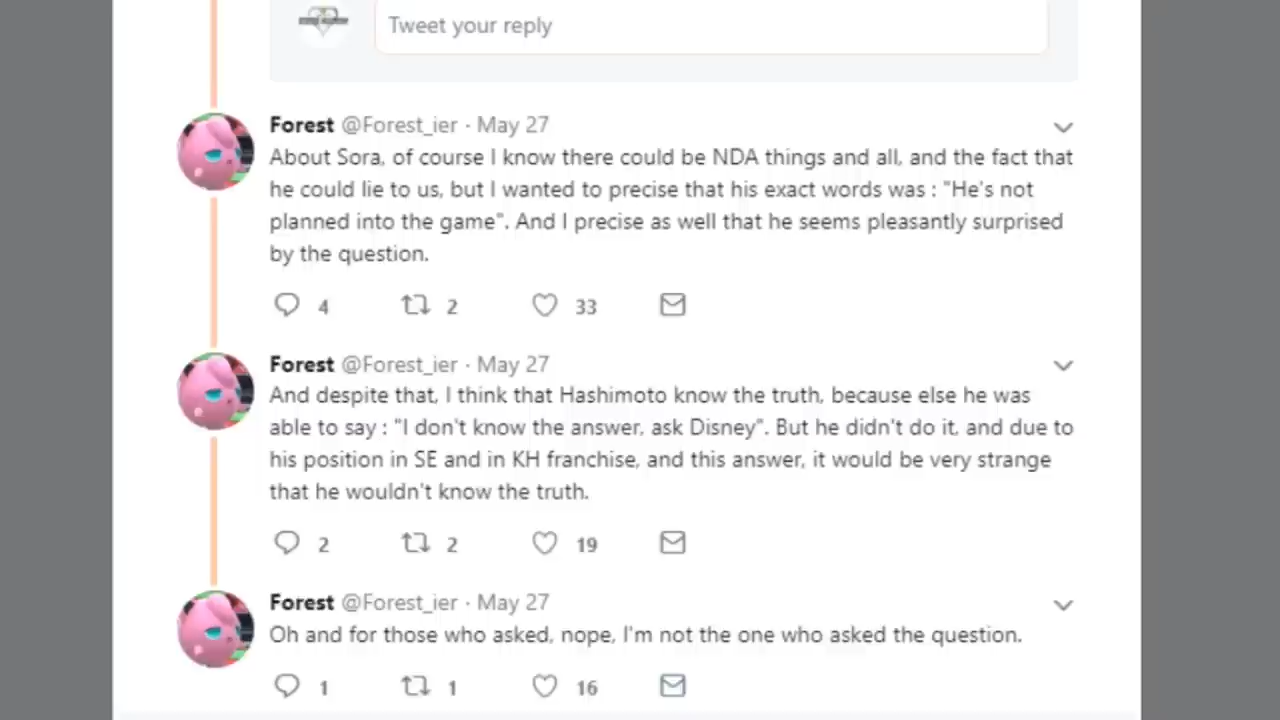 Tweet your reply
Forest @Forest_ier · May 27
About Sora, of course I know there could be NDA things and all, and the fact that
he could lie to us, but I wanted to precise that his exact words was : "He's not
planned into the game". And I precise as well that he seems pleasantly surprised
by the question.
4 2 33
Forest @Forest_ier · May 27
And despite that, I think that Hashimoto know the truth, because else he was
able to say : "I don't know the answer, ask Disney". But he didn't do it, and due to
his position in SE and in KH franchise, and this answer, it would be very strange
that he wouldn't know the truth.
2 2 19
Forest @Forest_ier · May 27
Oh and for those who asked, nope, I'm not the one who asked the question.
1 1 16